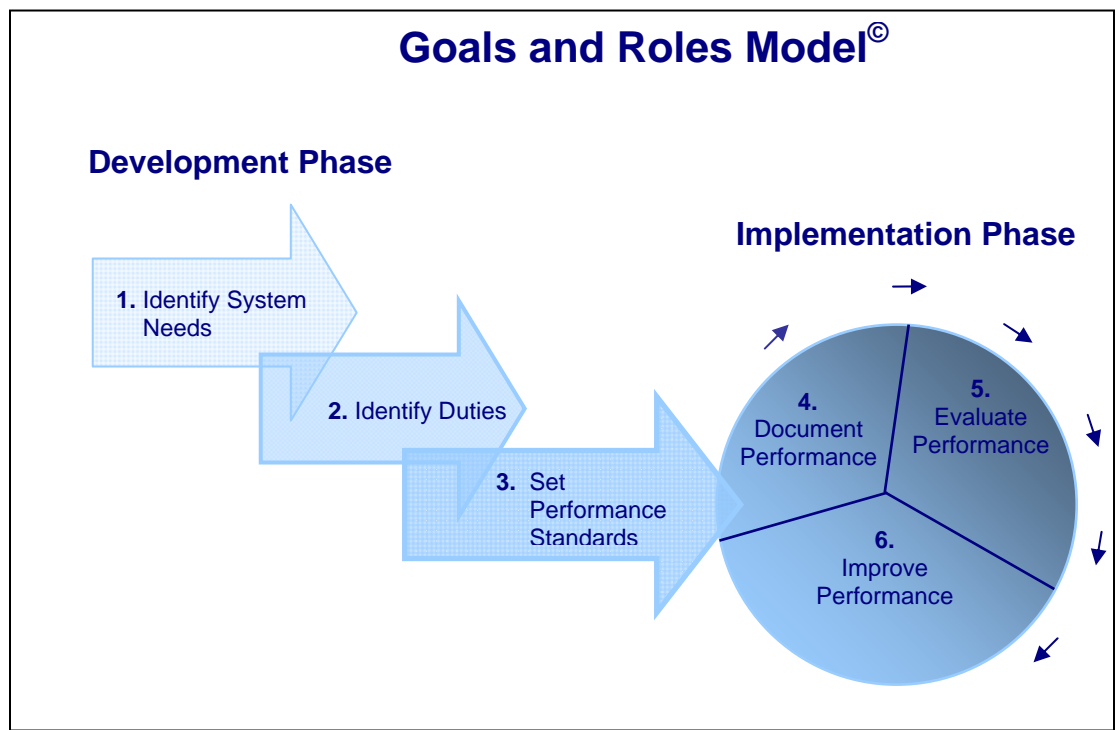 Goals and Roles Model©
Development Phase
Implementation Phase
1. Identify System
Needs
2. Identify Duties
3. Set
Performance
Standards
4.
Document
Performance
5.
Evaluate
Performance
6.
Improve
Performance